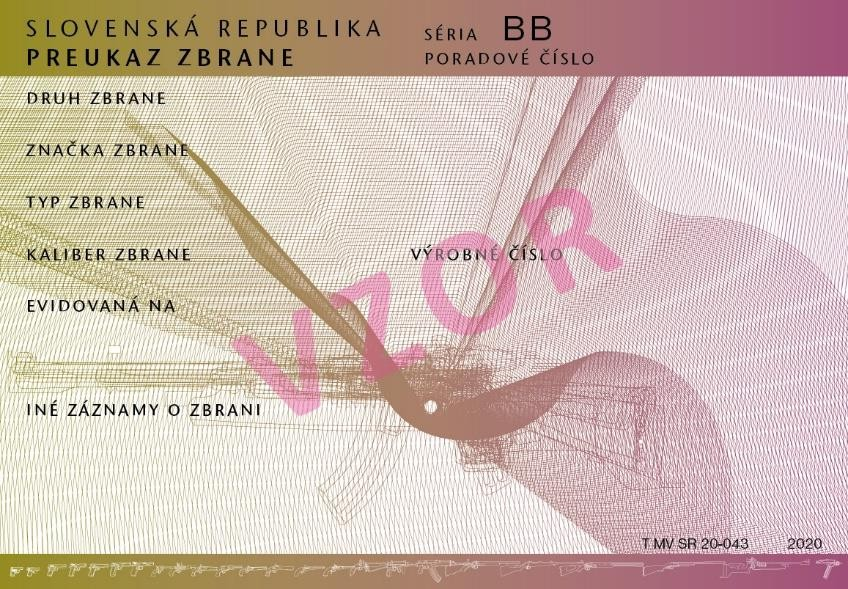 SLOVENSKÁ REPUBLIKA
PREUKAZ ZBRANE
SÉRIA BB
PORADOVÉ ČÍSLO
DRUH ZBRANE
ZNAČKA ZBRANE
TYP ZBRANE
KALIBER ZBRANE
VÝROBNÉ ČÍSLO
EVIDOVANÁ NA
VZOR
INÉ ZÁZNAMY O ZBRANI
T MV SR 20-043 2020